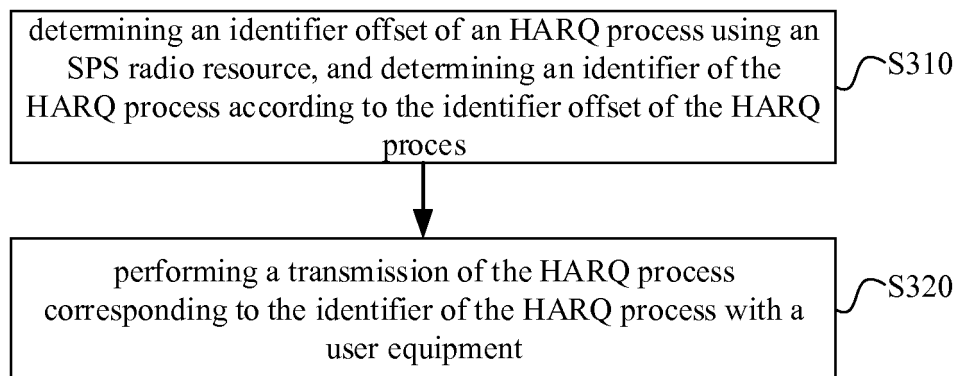 determining an identifier offset of an HARQ process using an
SPS radio resource, and determining an identifier of the
HARQ process according to the identifier offset of the HARQ
proces
S310
performing a transmission of the HARQ process
corresponding to the identifier of the HARQ process with a
user equipment
S320